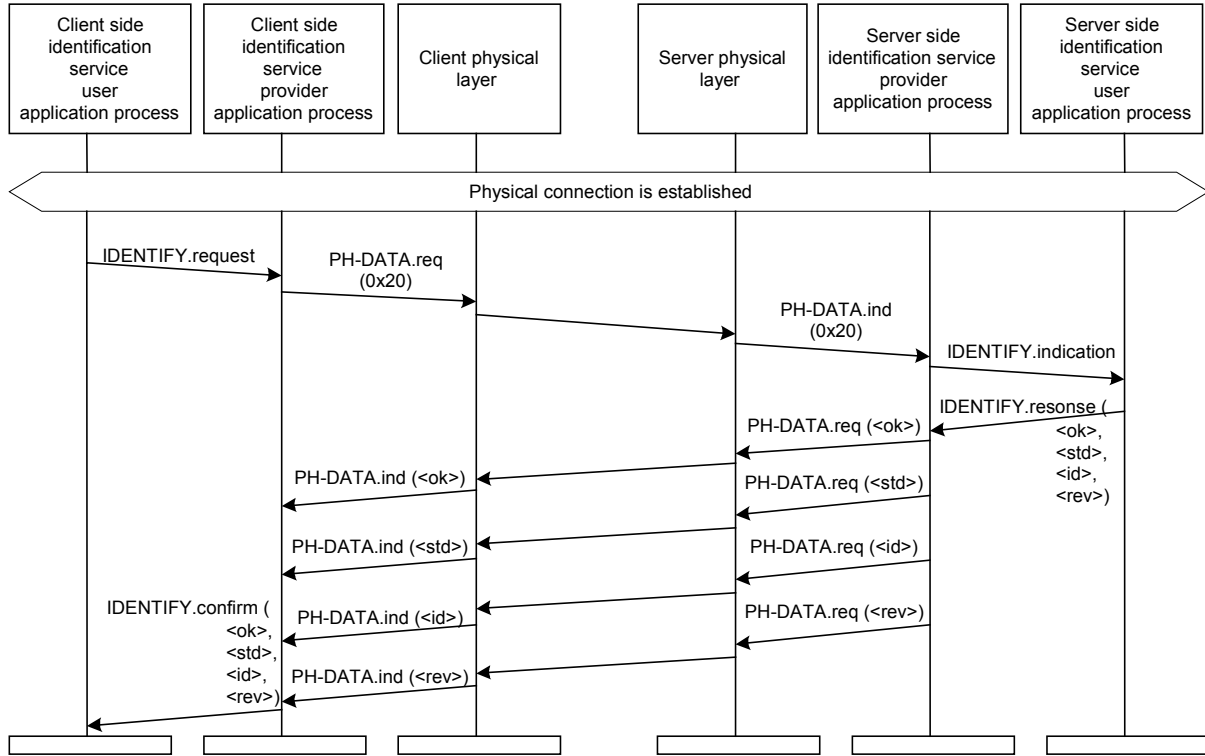 Client side
identification
service
user
application process
Client side
identification
service
provider
application process
Client physical
layer
Server physical
layer
Server side
identification service
provider
application process
Server side
identification
service
user
application process
Physical connection is established
IDENTIFY.request
PH-DATA.req
(0x20)
PH-DATA.ind
(0x20)
IDENTIFY.indication
IDENTIFY.resonse (
<ok>,
<std>,
<id>,
<rev>)
PH-DATA.req (<ok>)
PH-DATA.ind (<ok>)
PH-DATA.req (<std>)
PH-DATA.ind (<std>)
PH-DATA.req (<id>)
PH-DATA.ind (<id>)
PH-DATA.req (<rev>)
PH-DATA.ind (<rev>)
IDENTIFY.confirm (
<ok>,
<std>,
<id>,
<rev>)